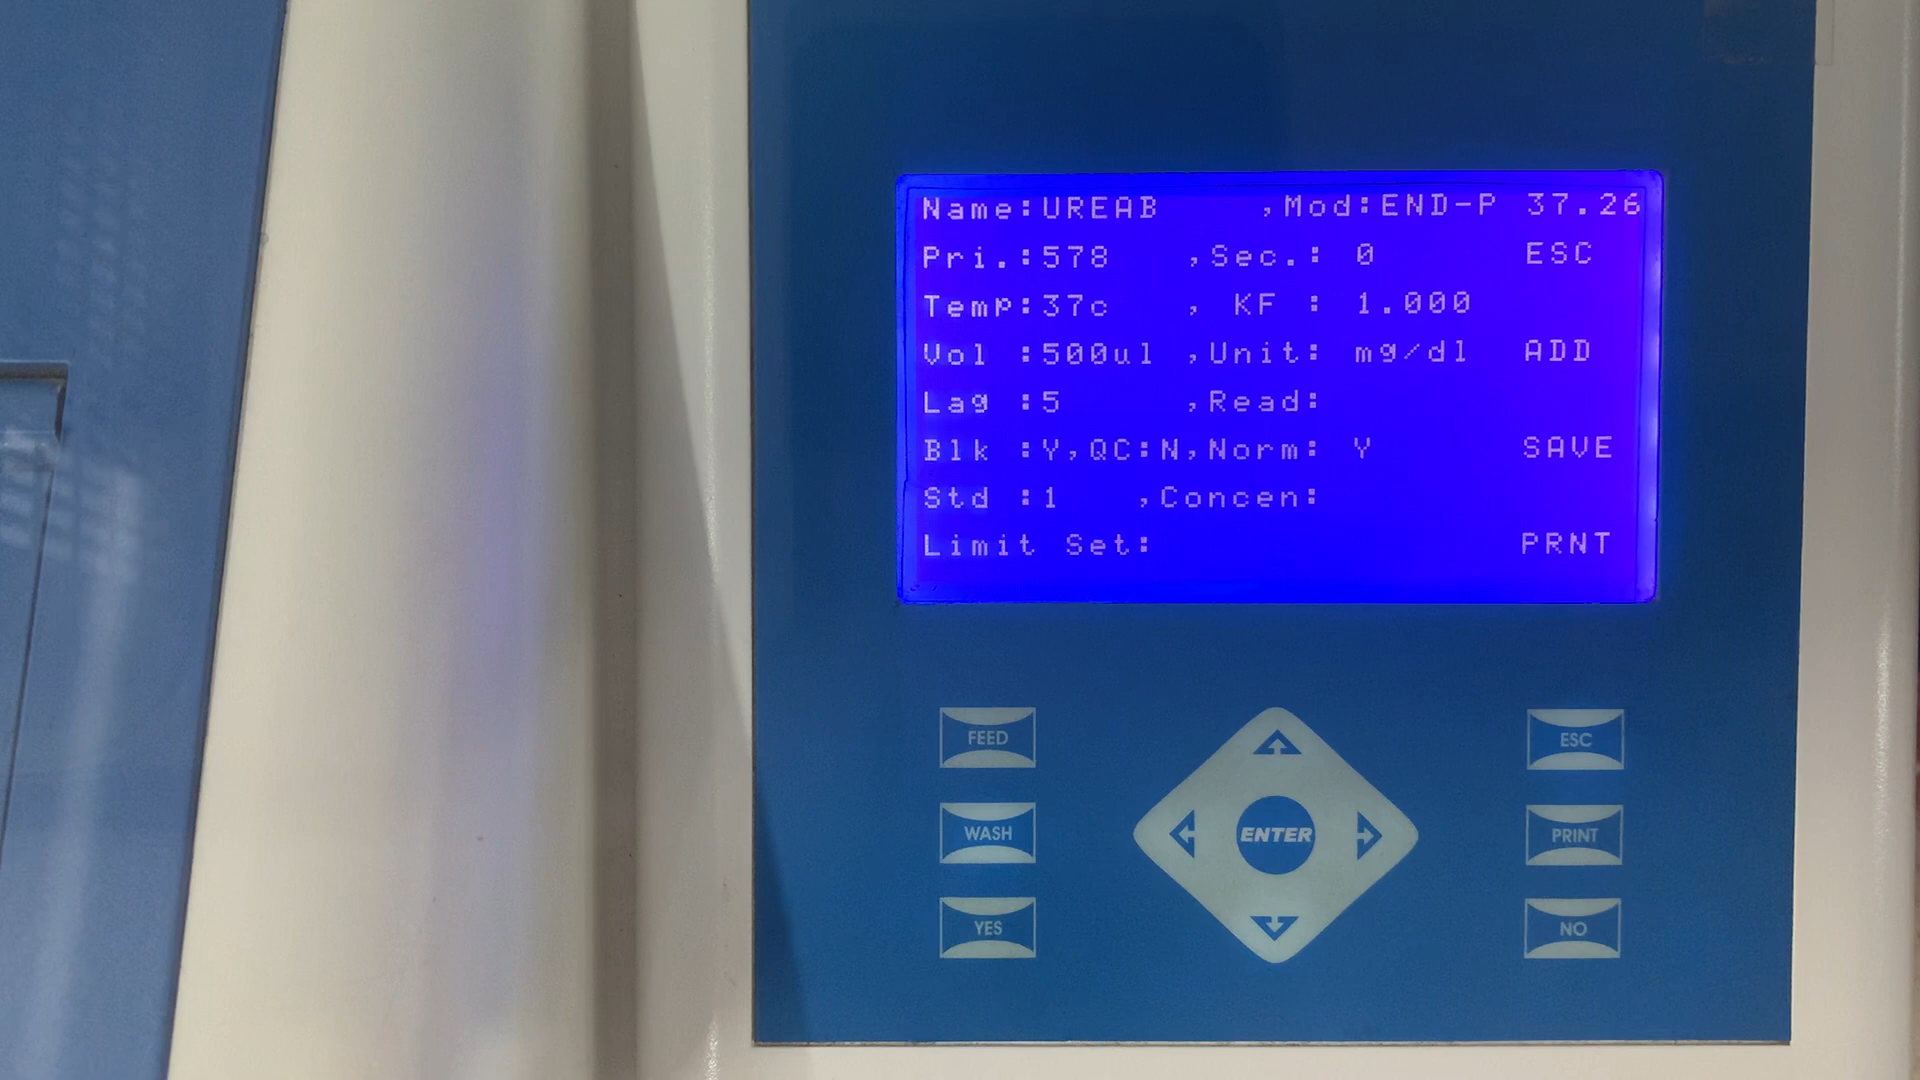 Name:UREAB ,Mod:END-P 37.26
Pri.:578 ,Sec.: 0 ESC
Temp:37c , KF : 1.000
Vol :500ul ,Unit: mg/dl ADD
Lag :5 ,Read:
Blk :Y,QC:N,Norm: Y SAVE
Std :1 ,Concen:
Limit Set: PRNT
FEED ESC
WASH ENTER PRINT
YES NO